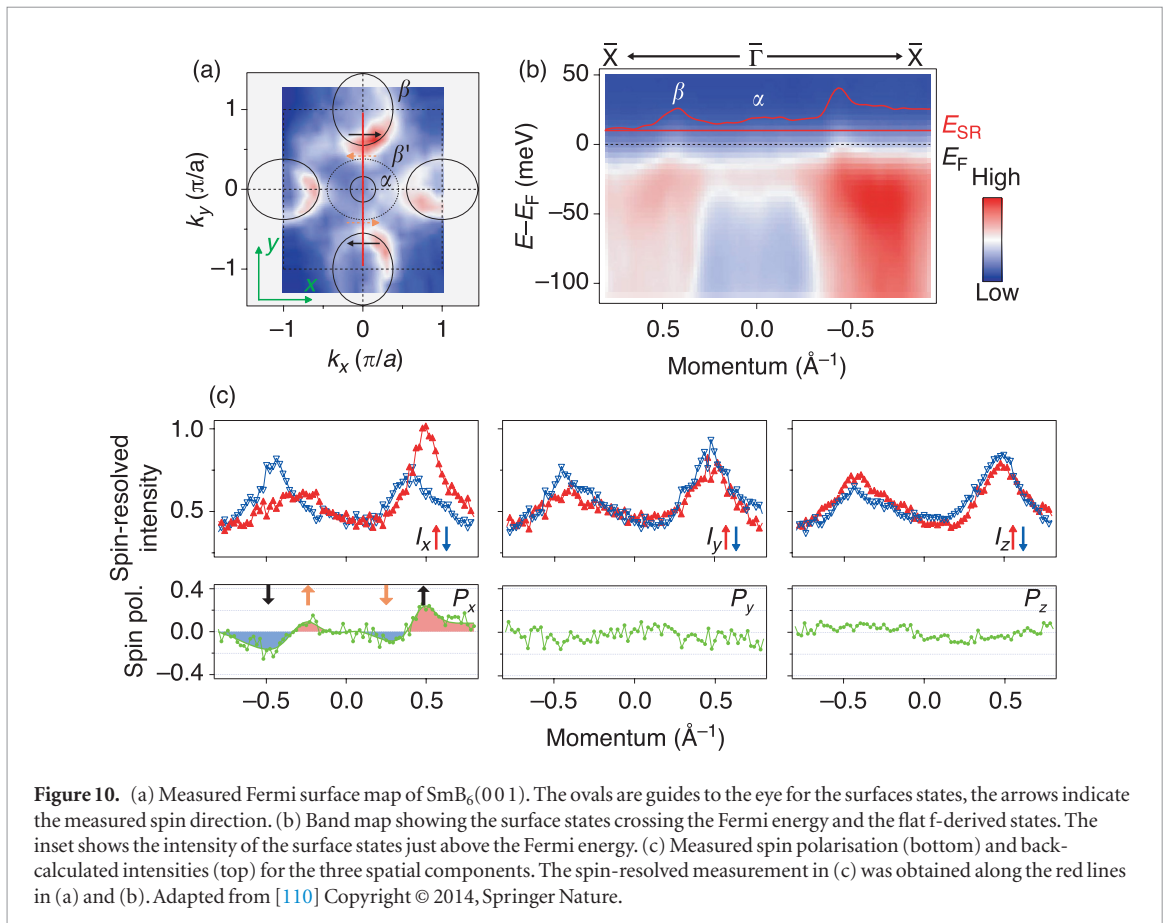 (a)
β
β'
α
k_y (π/a)
1
0
−1
y
x
−1
0
1
k_x (π/a)
(b)
X̄
Γ̄
X̄
β
α
50
0
−50
−100
E–E_F (meV)
E_SR
E_F
High
Low
0.5
0.0
-0.5
Momentum (Å⁻¹)
(c)
Spin-resolved
intensity
1.0
0.5
I_x
I_y
I_z
Spin pol.
0.4
0.0
−0.4
P_x
P_y
P_z
−0.5 0.0 0.5
−0.5 0.0 0.5
−0.5 0.0 0.5
Momentum (Å⁻¹)
Figure 10. (a) Measured Fermi surface map of SmB₆(0 0 1). The ovals are guides to the eye for the surfaces states, the arrows indicate
the measured spin direction. (b) Band map showing the surface states crossing the Fermi energy and the flat f-derived states. The
inset shows the intensity of the surface states just above the Fermi energy. (c) Measured spin polarisation (bottom) and back-
calculated intensities (top) for the three spatial components. The spin-resolved measurement in (c) was obtained along the red lines
in (a) and (b). Adapted from [110] Copyright © 2014, Springer Nature.